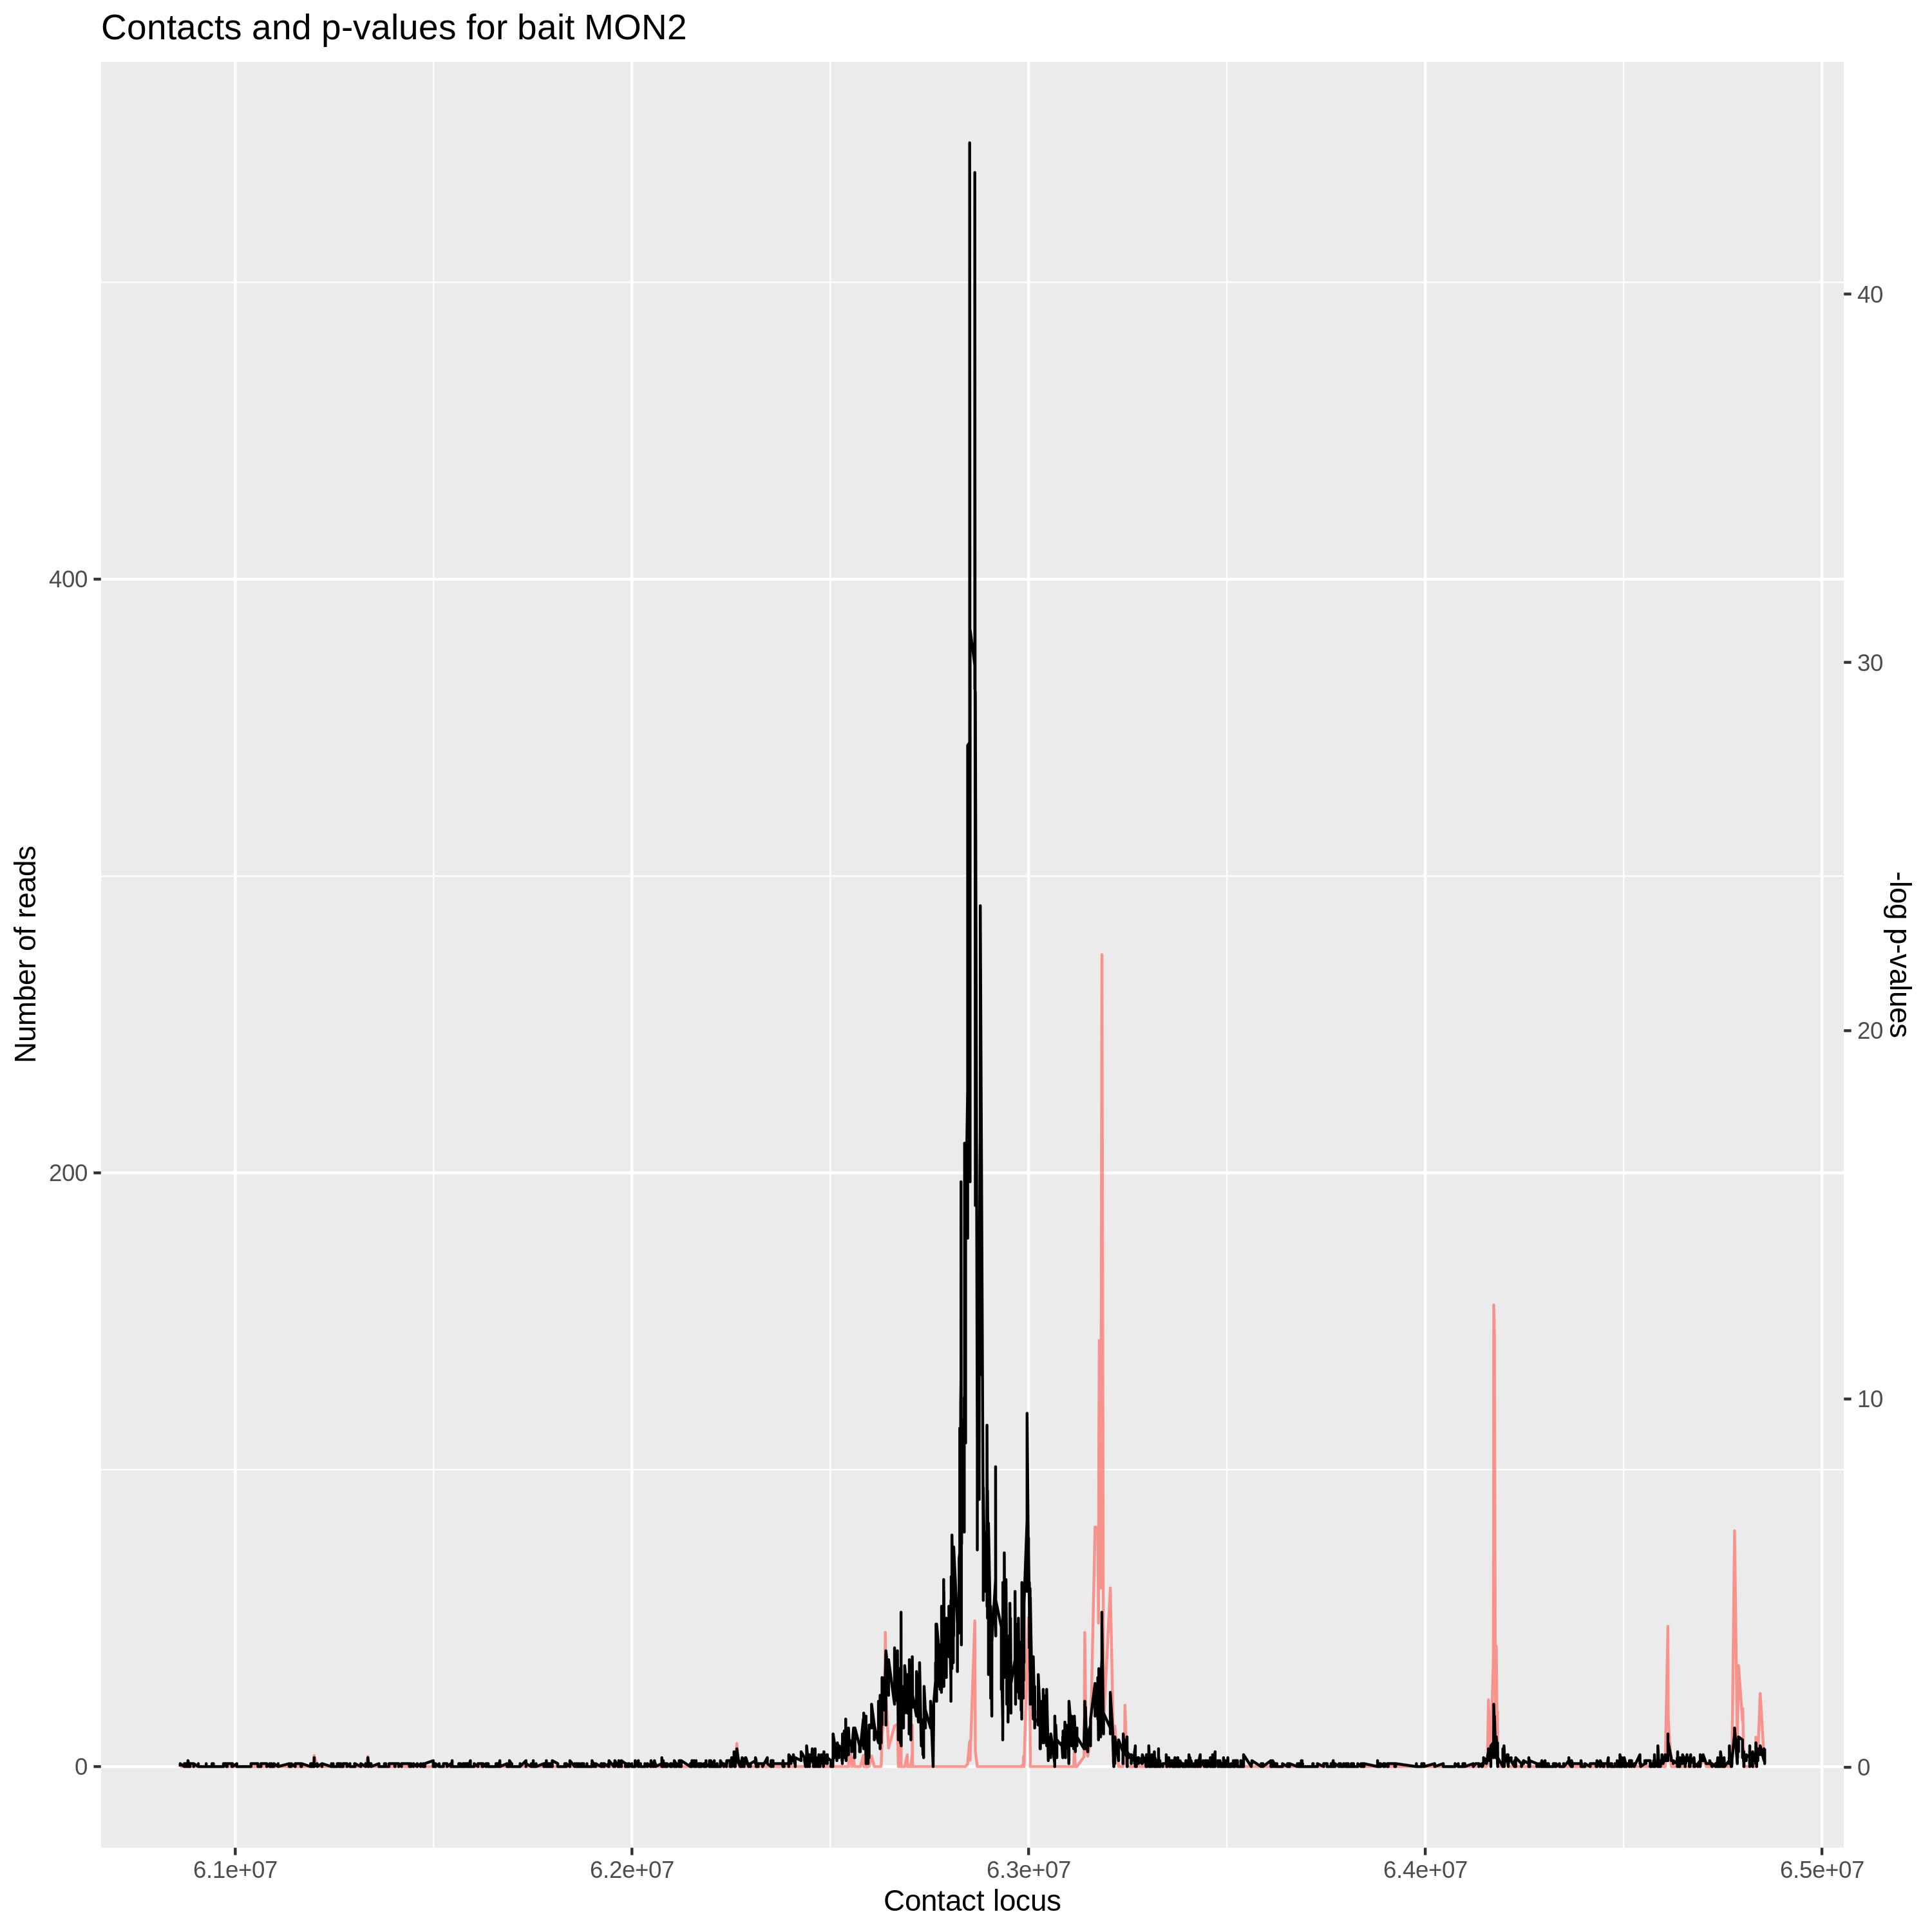 Contacts and p-values for bait MON2
Number of reads
400
200
0
40
30
20
10
0
-log p-values
6.1e+07
6.2e+07
6.3e+07
6.4e+07
6.5e+07
Contact locus